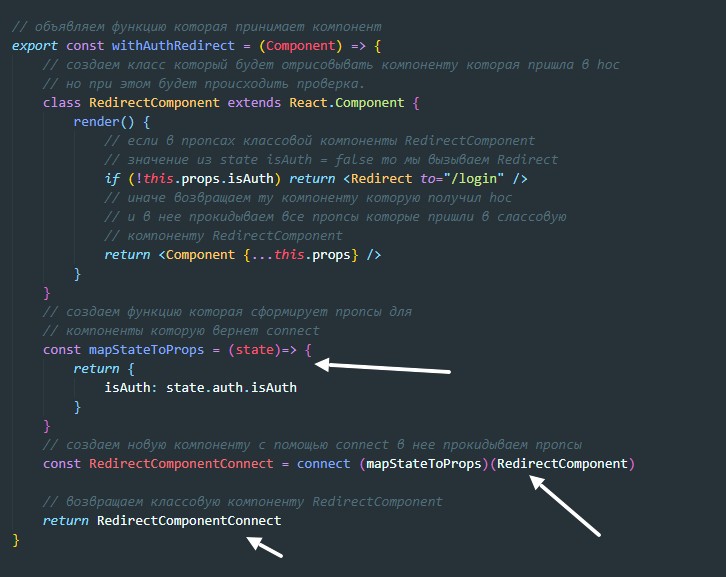 // объявляем функцию которая принимает компонент
export const withAuthRedirect = (Component) => {
// создаем класс который будет отрисовывать компоненту которая пришла в hoc
// но при этом будет происходить проверка.
class RedirectComponent extends React.Component {
render() {
// если в пропсах классовой компоненты RedirectComponent
// значение из state isAuth = false то мы вызываем Redirect
if (!this.props.isAuth) return <Redirect to="/login" />
// иначе возвращаем ту компоненту которую получил hoc
// и в нее прокидываем все пропсы которые пришли в слассовую
// компоненту RedirectComponent
return <Component {...this.props} />
}
}
// создаем функцию которая сформирует пропсы для
// компоненты которую вернет connect
const mapStateToProps = (state)=> {
return {
isAuth: state.auth.isAuth
}
}
// создаем новую компоненту с помощью connect в нее прокидываем пропсы
const RedirectComponentConnect = connect (mapStateToProps)(RedirectComponent)
// возвращаем классовую компоненту RedirectComponent
return RedirectComponentConnect
}